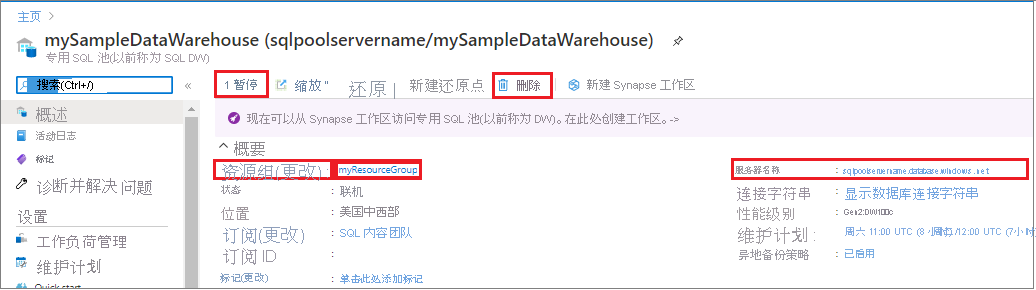 主页 >
mySampleDataWarehouse (sqlpoolservername/mySampleDataWarehouse)
专用 SQL 池(以前称为 SQL DW)
搜索(Ctrl+/)
«
概述
活动日志
标记
诊断并解决 问题
设置
工作负荷管理
维护计划
Quick start
1 暂停
缩放"
还原 |
新建还原点
删除
新建 Synapse 工作区
现在可以从 Synapse 工作区访问专用 SQL 池(以前称为 DW)。在此处创建工作区。->
概要
资源组(更改) : myResourceGroup
状态 : 联机
位置 : 美国中西部
订阅(更改) : SQL 内容团队
订阅 ID :
标记(更改) : 单击此处添加标记
服务器名称 : sqlpoolservername.database.windows .net
连接字符串 : 显示数据库连接字符串
性能级别 : Gen2:DW100c
维护计划 : 周六 11:00 UTC (8 /12:00 UTC (7小时
异地备份策略 : 已启用